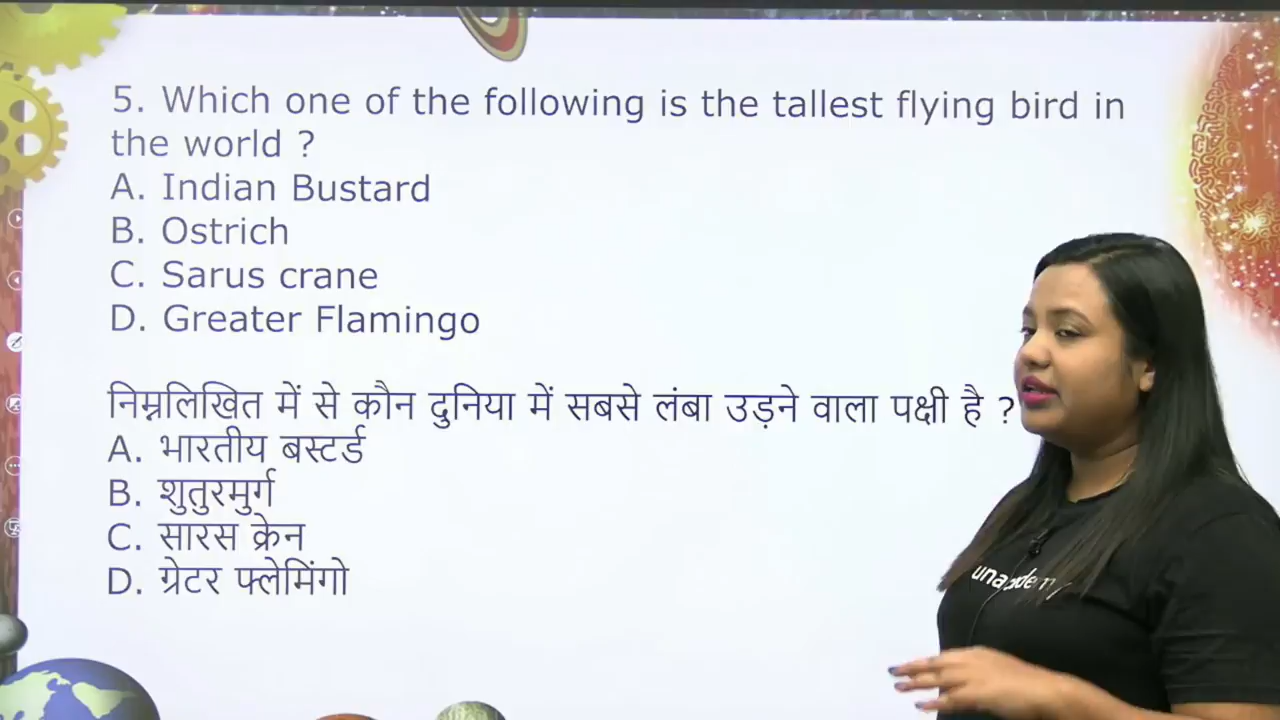 5. Which one of the following is the tallest flying bird in
the world ?
A. Indian Bustard
B. Ostrich
C. Sarus crane
D. Greater Flamingo
निम्नलिखित में से कौन दुनिया में सबसे लंबा उड़ने वाला पक्षी है ?
A. भारतीय बस्टर्ड
B. शुतुरमुर्ग
C. सारस क्रेन
D. ग्रेटर फ्लेमिंगो
unacademy